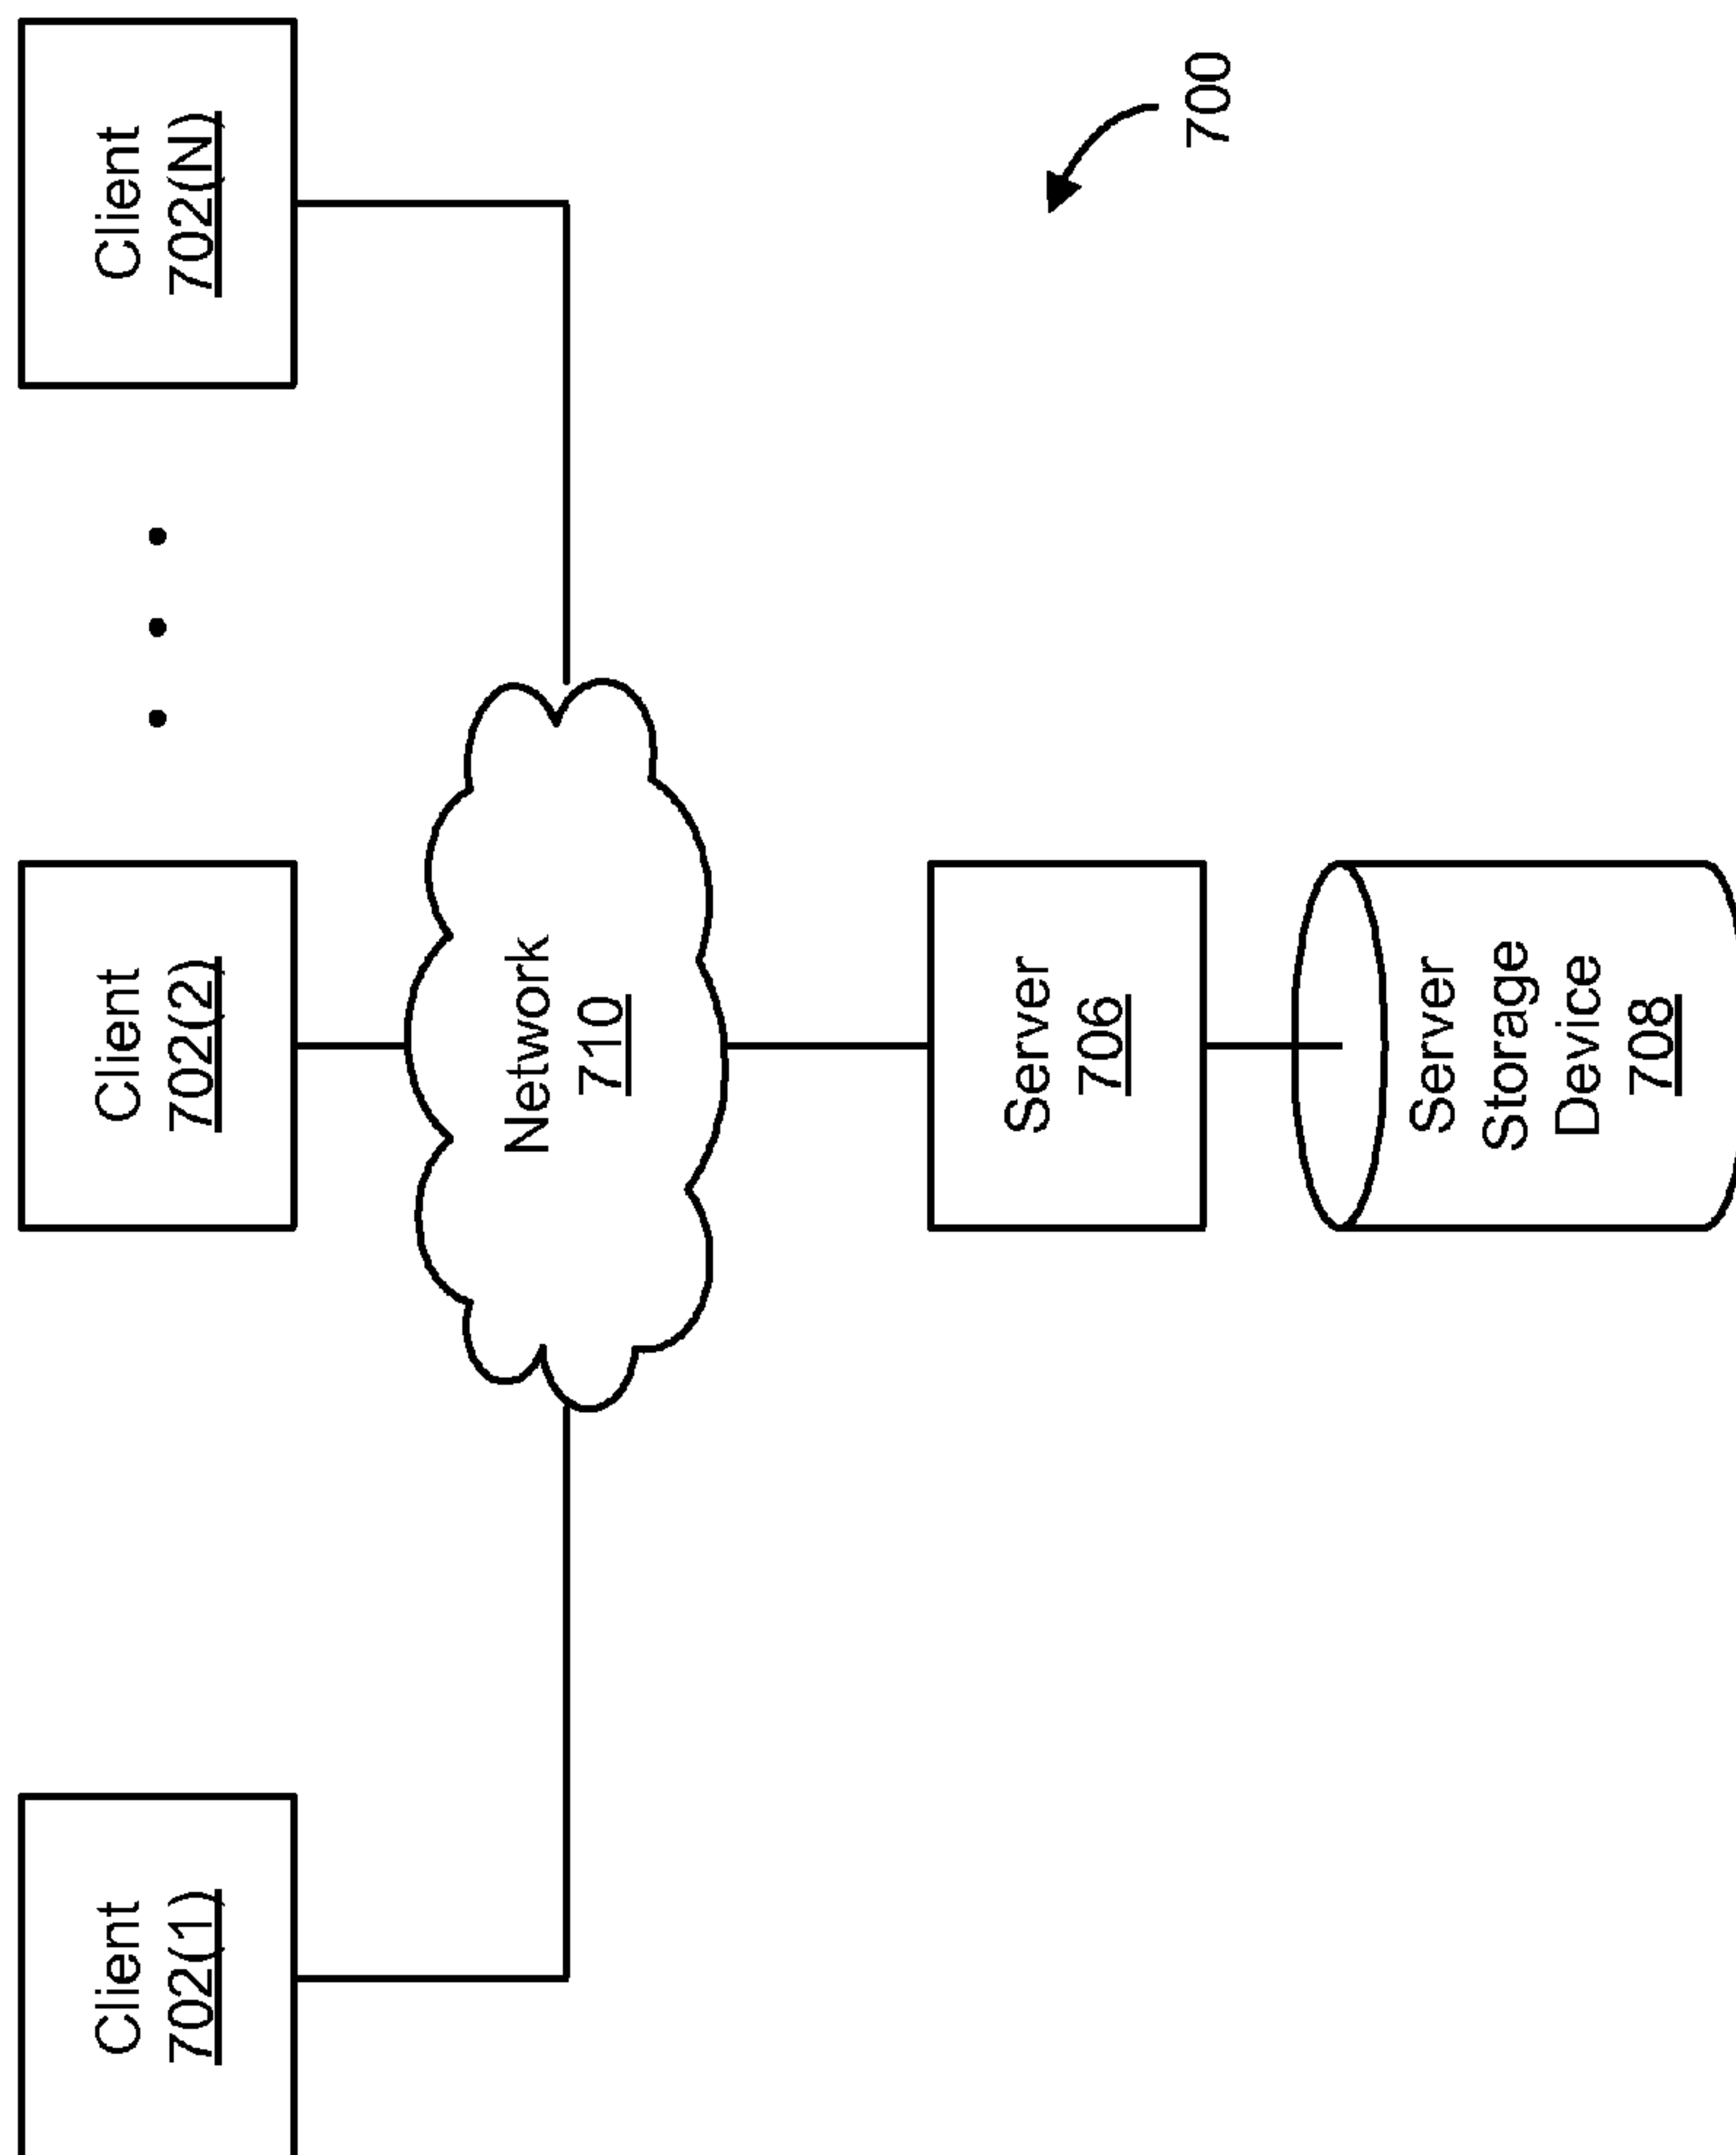 Client
702(1)
Client
702(2)
Client
702(N)
Network
710
Server
706
Server
Storage
Device
708
700